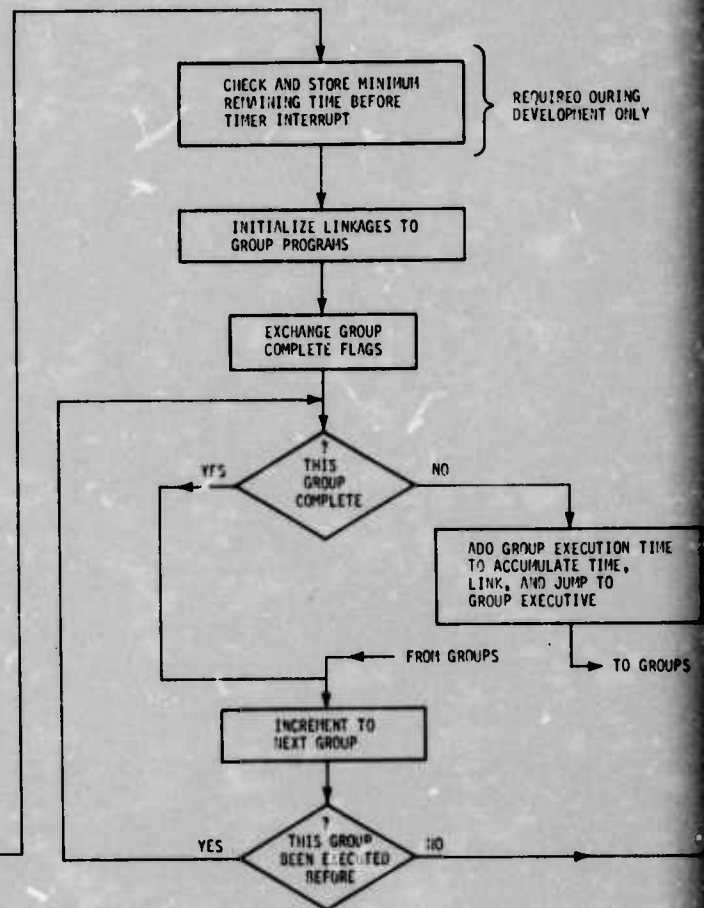 CHECK AND STORE MINIMUM
REMAINING TIME BEFORE
TIMER INTERRUPT
REQUIRED DURING
DEVELOPMENT ONLY
INITIALIZE LINKAGES TO
GROUP PROGRAMS
EXCHANGE GROUP
COMPLETE FLAGS
?
THIS
GROUP
COMPLETE
YES
NO
ADD GROUP EXECUTION TIME
TO ACCUMULATE TIME,
LINK, AND JUMP TO
GROUP EXECUTIVE
FROM GROUPS
TO GROUPS
INCREMENT TO
NEXT GROUP
?
THIS GROUP
BEEN EXECUTED
BEFORE
YES
NO